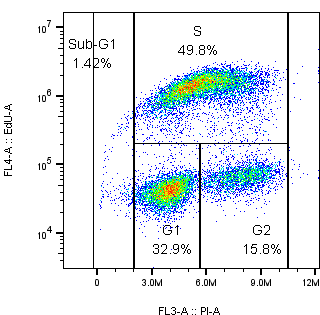 FL4-A :: EdU-A
10⁷
10⁶
10⁵
10⁴
Sub-G1
1.42%
S
49.8%
G1
32.9%
G2
15.8%
0 3.0M 6.0M 9.0M 12M
FL3-A :: PI-A